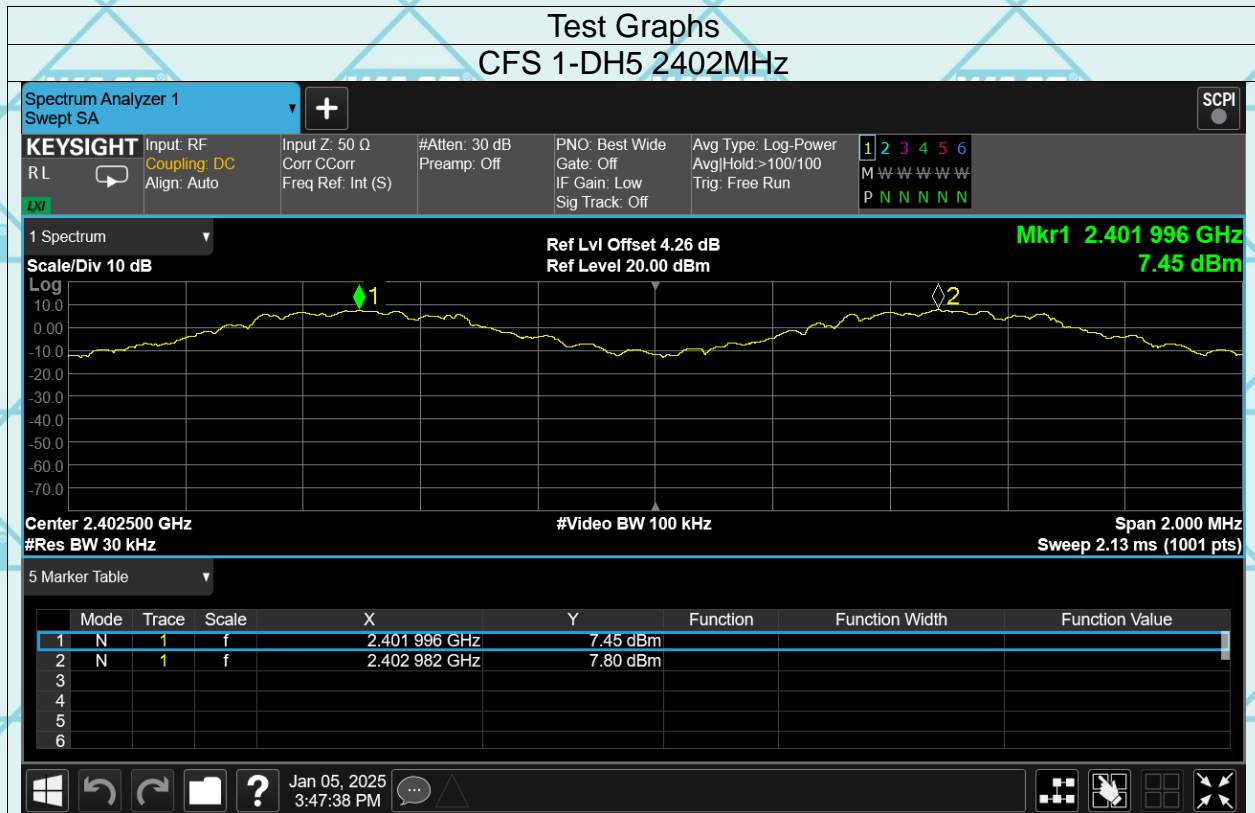 Test Graphs
CFS 1-DH5 2402MHz
Spectrum Analyzer 1
Swept SA
SCPI
KEYSIGHT
R L
LXI
Input: RF
Coupling: DC
Align: Auto
Input Z: 50 Ω
Corr CCorr
Freq Ref: Int (S)
#Atten: 30 dB
Preamp: Off
PNO: Best Wide
Gate: Off
IF Gain: Low
Sig Track: Off
Avg Type: Log-Power
Avg|Hold:>100/100
Trig: Free Run
1 2 3 4 5 6
M W W W W W
P N N N N N
1 Spectrum
Scale/Div 10 dB
Ref Lvl Offset 4.26 dB
Ref Level 20.00 dBm
Mkr1 2.401 996 GHz
7.45 dBm
Log
1
2
10.0
0.00
-10.0
-20.0
-30.0
-40.0
-50.0
-60.0
-70.0
Center 2.402500 GHz
#Video BW 100 kHz
Span 2.000 MHz
#Res BW 30 kHz
Sweep 2.13 ms (1001 pts)
5 Marker Table
Mode Trace Scale X Y Function Function Width Function Value
1 N 1 f 2.401 996 GHz 7.45 dBm
2 N 1 f 2.402 982 GHz 7.80 dBm
3
4
5
6
Jan 05, 2025
3:47:38 PM